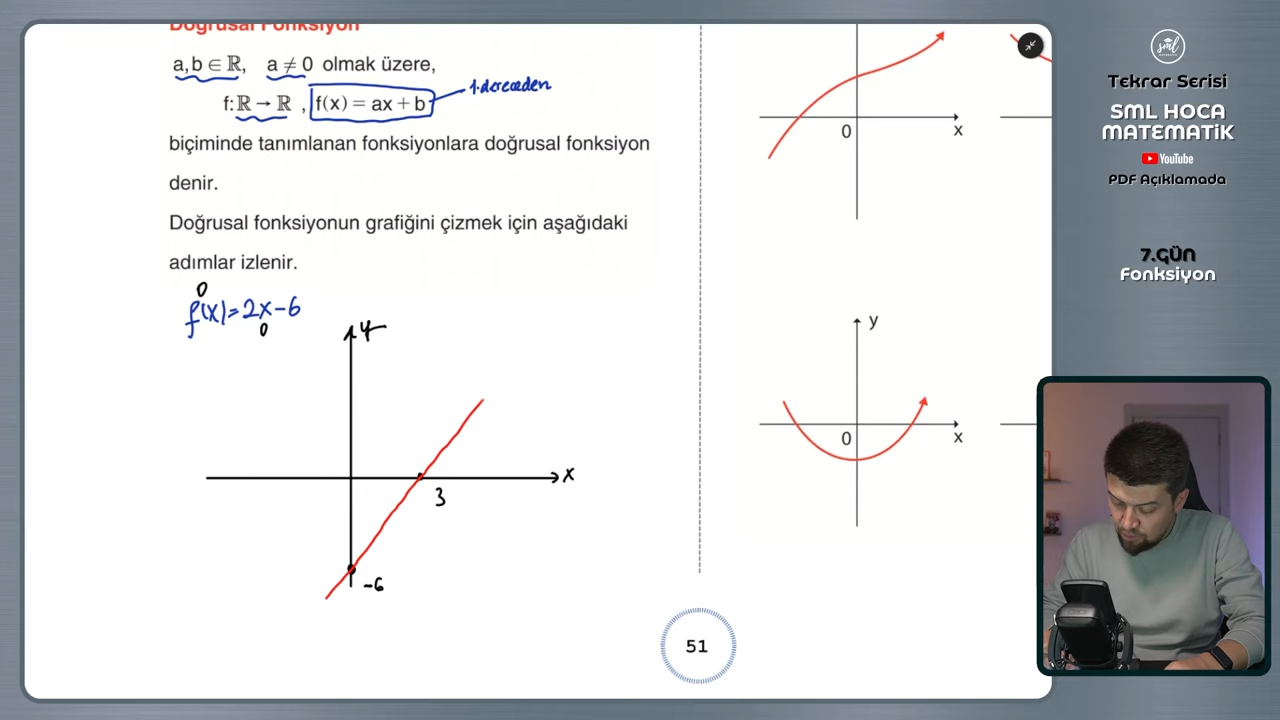 Doğrusal Fonksiyon
a, b ∈ ℝ, a ≠ 0 olmak üzere,
f: ℝ → ℝ , f(x) = ax + b
1.dereceden
biçiminde tanımlanan fonksiyonlara doğrusal fonksiyon
denir.
Doğrusal fonksiyonun grafiğini çizmek için aşağıdaki
adımlar izlenir.
0
f(x)=2x-6
0
y
x
3
-6
0
x
y
0
x
51
sml
Tekrar Serisi
SML HOCA
MATEMATİK
YouTube
PDF Açıklamada
7.GÜN
Fonksiyon